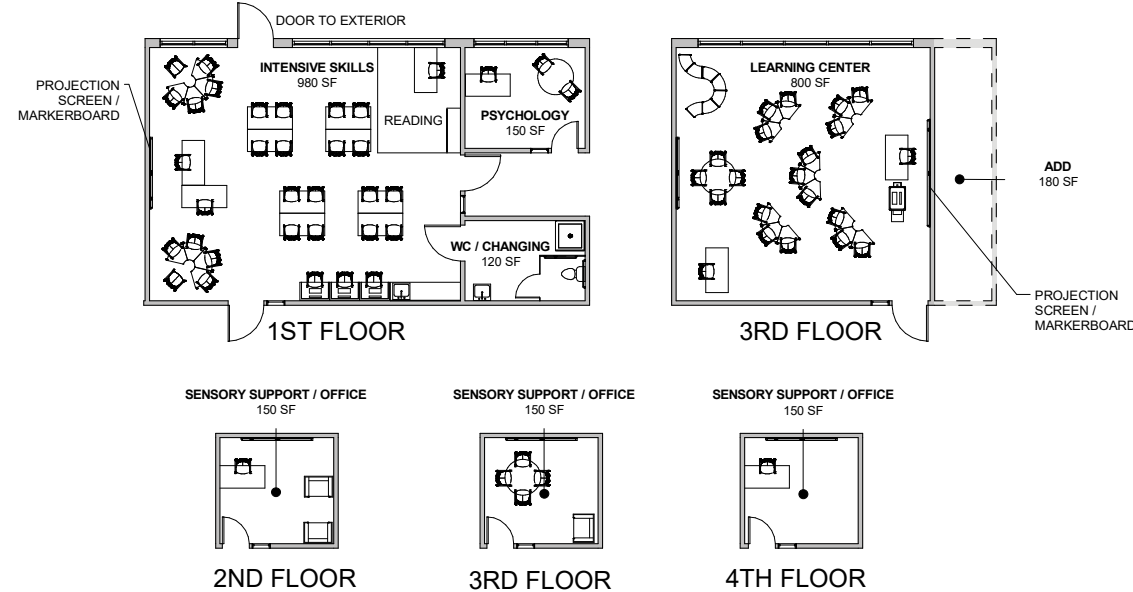 DOOR TO EXTERIOR
PROJECTION
SCREEN /
MARKERBOARD
INTENSIVE SKILLS
980 SF
READING
PSYCHOLOGY
150 SF
WC / CHANGING
120 SF
1ST FLOOR
LEARNING CENTER
800 SF
ADD
180 SF
PROJECTION
SCREEN /
MARKERBOARD
3RD FLOOR
SENSORY SUPPORT / OFFICE
150 SF
2ND FLOOR
SENSORY SUPPORT / OFFICE
150 SF
3RD FLOOR
SENSORY SUPPORT / OFFICE
150 SF
4TH FLOOR